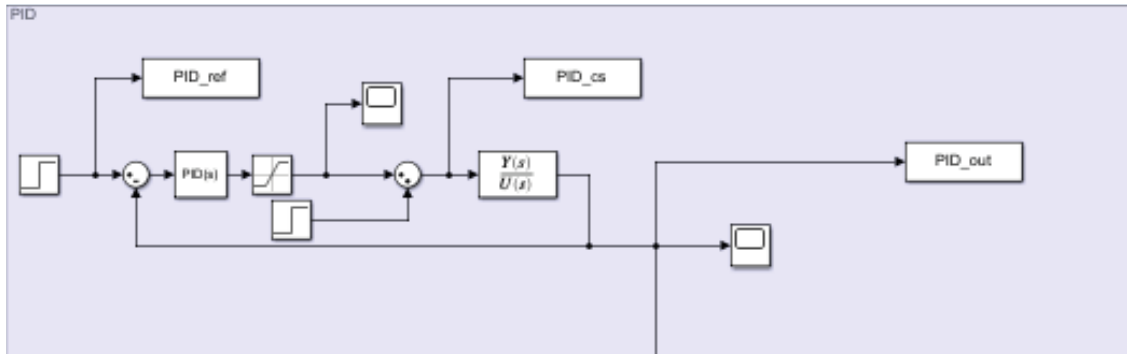 PID
PID_ref
PID_cs
PID_out
PID(s)
Y(s)
U(s)